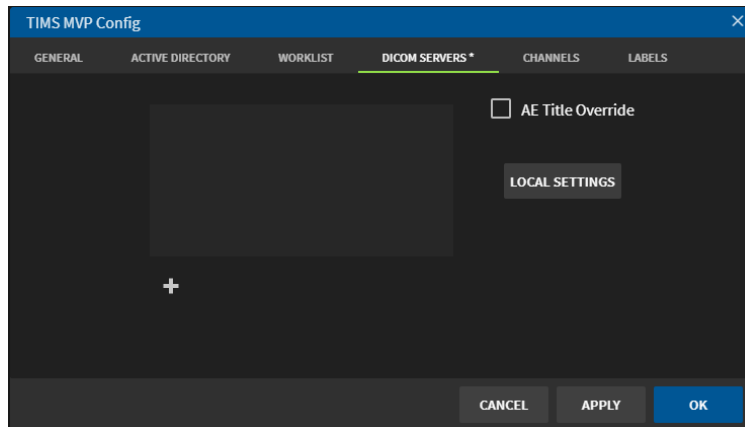 TIMS MVP Config
GENERAL ACTIVE DIRECTORY WORKLIST DICOM SERVERS * CHANNELS LABELS
AE Title Override
LOCAL SETTINGS
CANCEL APPLY OK